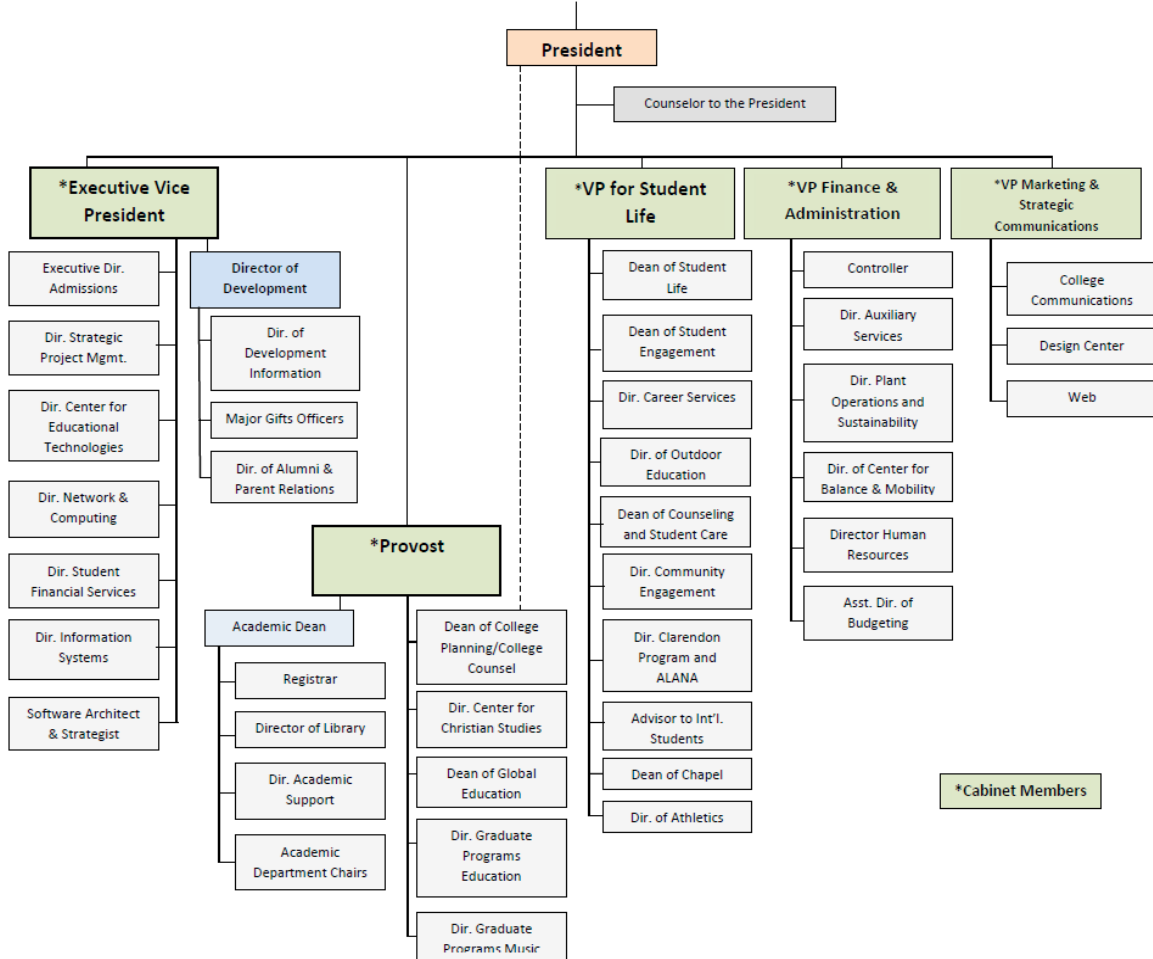 President
Counselor to the President
*Executive Vice
President
Executive Dir.
Admissions
Dir. Strategic
Project Mgmt.
Dir. Center for
Educational
Technologies
Dir. Network &
Computing
Dir. Student
Financial Services
Dir. Information
Systems
Software Architect
& Strategist
Director of
Development
Dir. of
Development
Information
Major Gifts Officers
Dir. of Alumni &
Parent Relations
*Provost
Academic Dean
Registrar
Director of Library
Dir. Academic
Support
Academic
Department Chairs
Dean of College
Planning/College
Counsel
Dir. Center for
Christian Studies
Dean of Global
Education
Dir. Graduate
Programs
Education
Dir. Graduate
Programs Music
*VP for Student
Life
Dean of Student
Life
Dean of Student
Engagement
Dir. Career Services
Dir. of Outdoor
Education
Dean of Counseling
and Student Care
Dir. Community
Engagement
Dir. Clarendon
Program and
ALANA
Advisor to Int'l.
Students
Dean of Chapel
Dir. of Athletics
*VP Finance &
Administration
Controller
Dir. Auxiliary
Services
Dir. Plant
Operations and
Sustainability
Dir. of Center for
Balance & Mobility
Director Human
Resources
Asst. Dir. of
Budgeting
*VP Marketing &
Strategic
Communications
College
Communications
Design Center
Web
*Cabinet Members